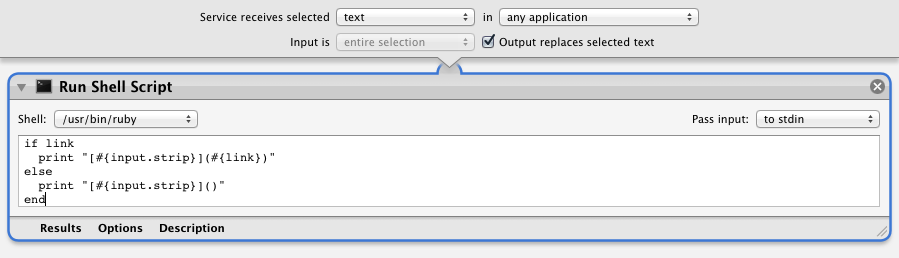 Service receives selected text in any application
Input is entire selection Output replaces selected text
Run Shell Script
Shell: /usr/bin/ruby Pass input: to stdin
if link
  print "[#{input.strip}](#{link})"
else
  print "[#{input.strip}]()"
end
Results Options Description